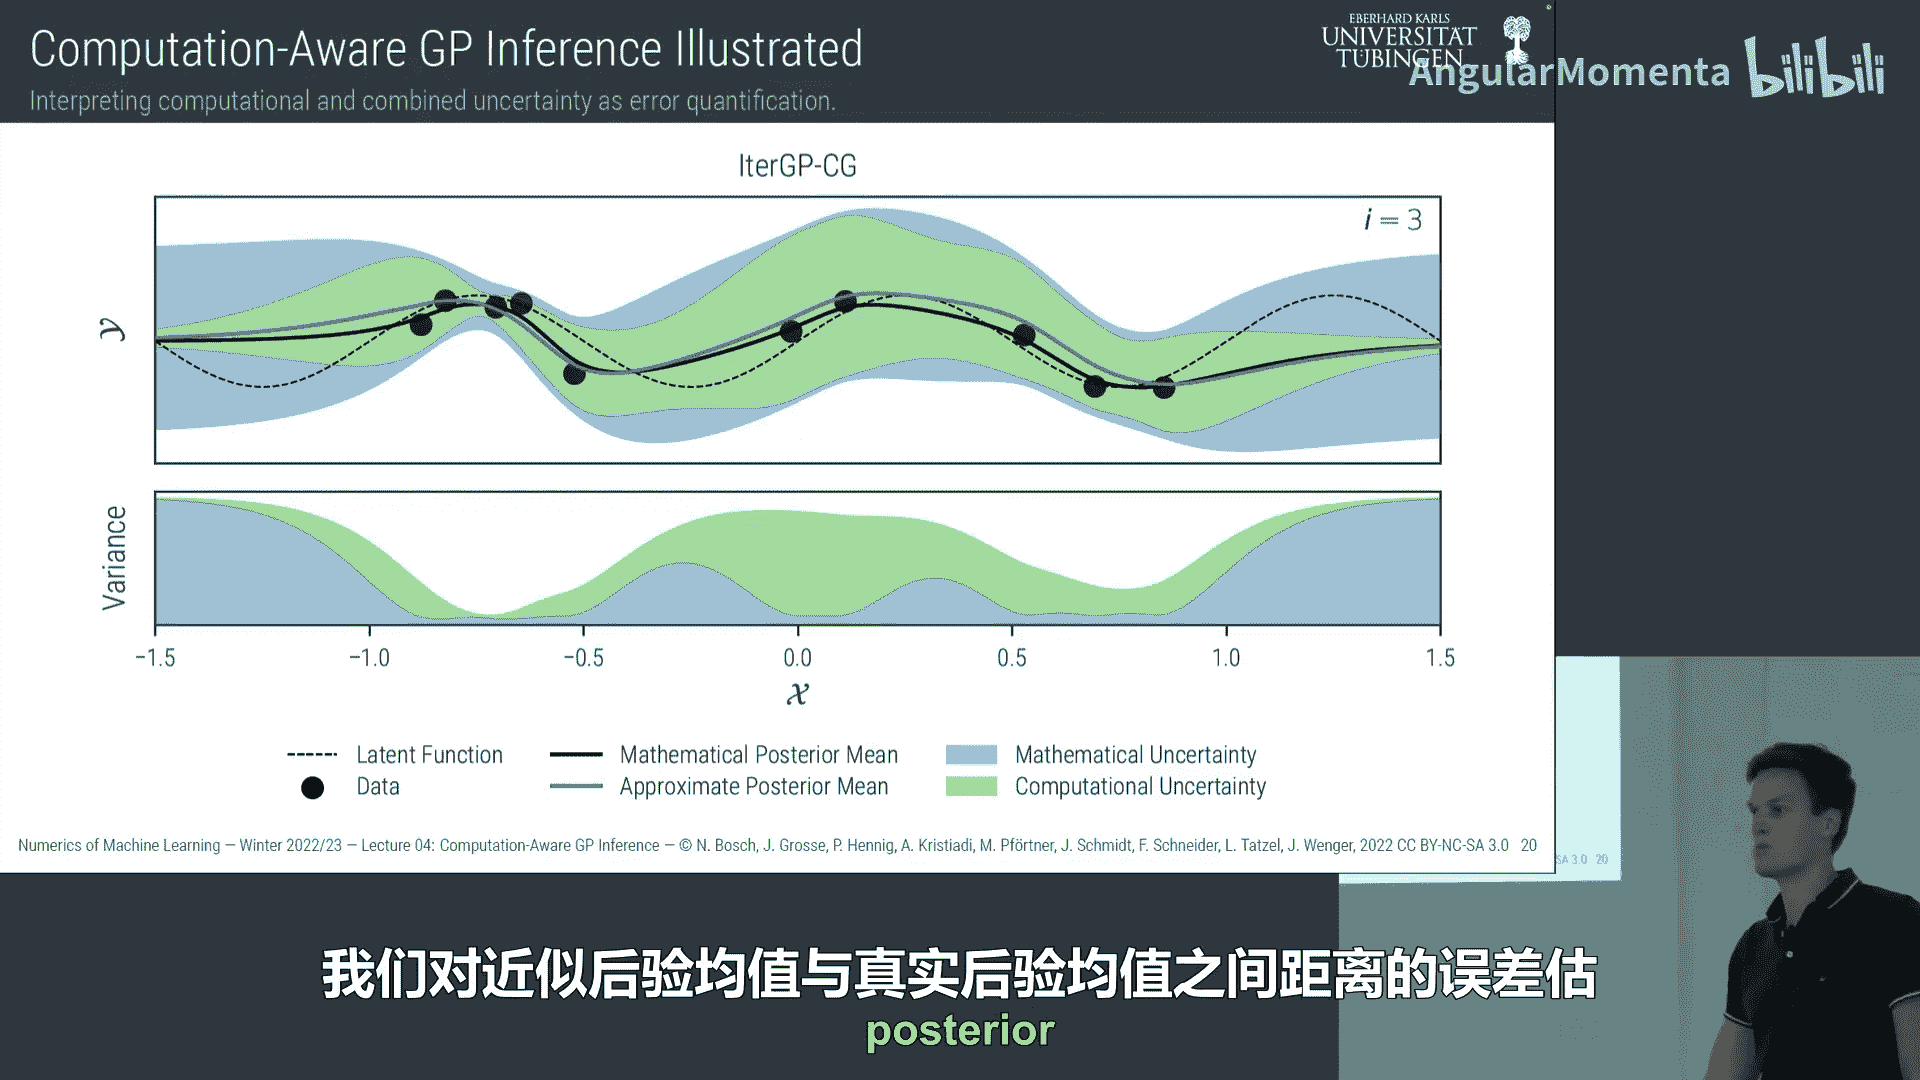 Computation-Aware GP Inference Illustrated
Interpreting computational and combined uncertainty as error quantification.
EBERHARD KARLS
UNIVERSITÄT
TÜBINGEN
AngularMomenta
bilibili
IterGP-CG
i = 3
𝒴
Variance
−1.5 −1.0 −0.5 0.0 0.5 1.0 1.5
𝒳
Latent Function
Data
Mathematical Posterior Mean
Approximate Posterior Mean
Mathematical Uncertainty
Computational Uncertainty
Numerics of Machine Learning — Winter 2022/23 — Lecture 04: Computation-Aware GP Inference — © N. Bosch, J. Grosse, P. Hennig, A. Kristiadi, M. Pförtner, J. Schmidt, F. Schneider, L. Tatzel, J. Wenger, 2022 CC BY-NC-SA 3.0 20
SA 3.0 20
我们对近似后验均值与真实后验均值之间距离的误差估
posterior